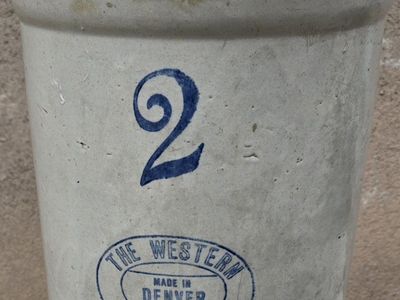 2
THE WESTERN
MADE IN
DENVER